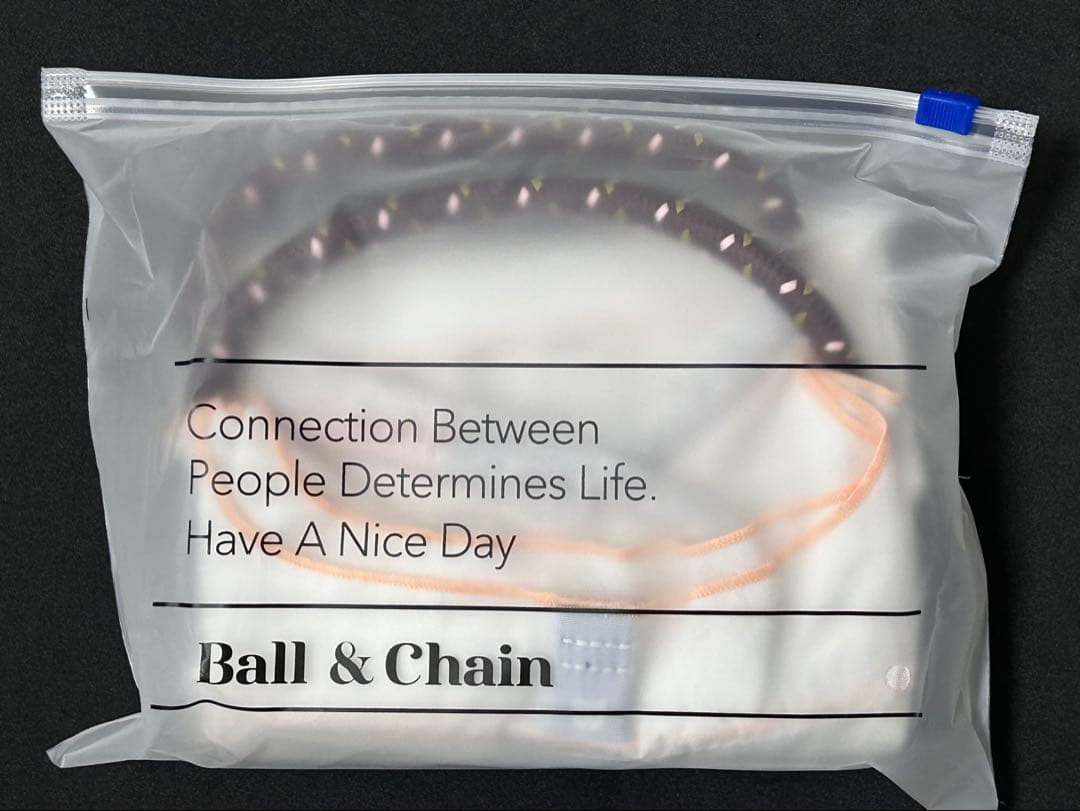 Connection Between
People Determines Life.
Have A Nice Day
Ball & Chain